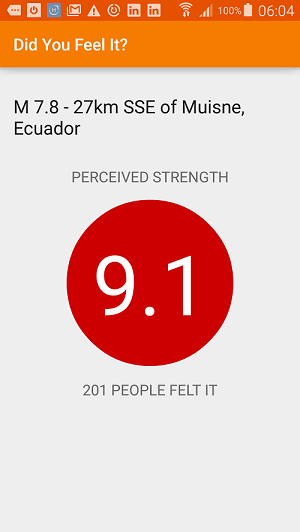 100% 06:04
Did You Feel It?
M 7.8 - 27km SSE of Muisne,
Ecuador
PERCEIVED STRENGTH
9.1
201 PEOPLE FELT IT